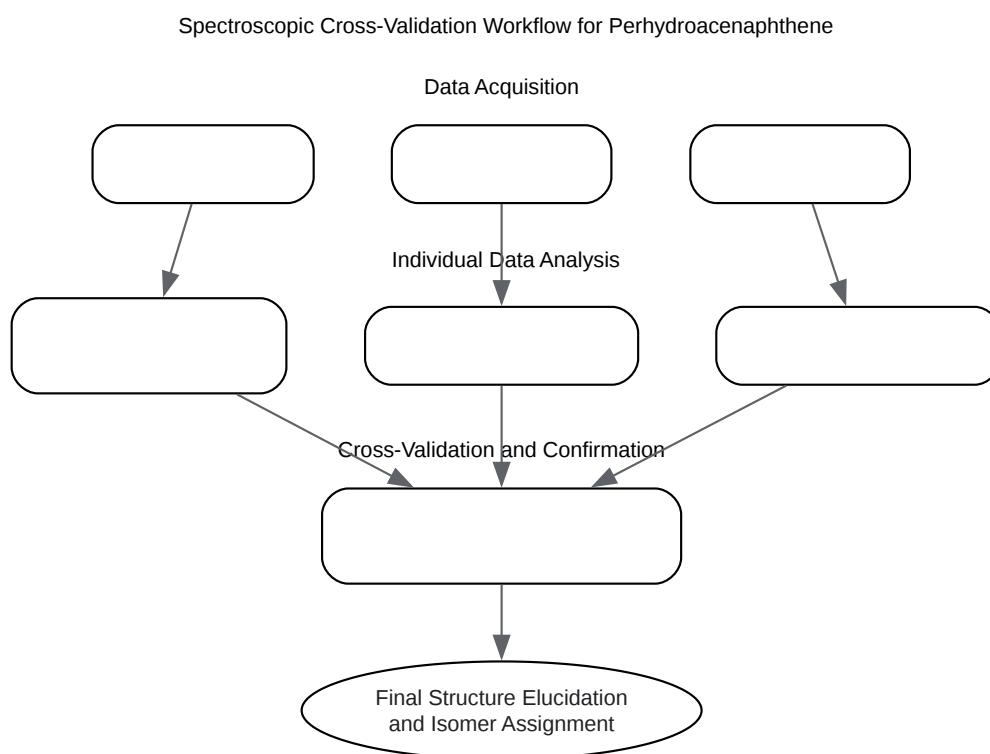 Spectroscopic Cross-Validation Workflow for Perhydroacenaphthene
Data Acquisition
Individual Data Analysis
Cross-Validation and Confirmation
Final Structure Elucidation
and Isomer Assignment